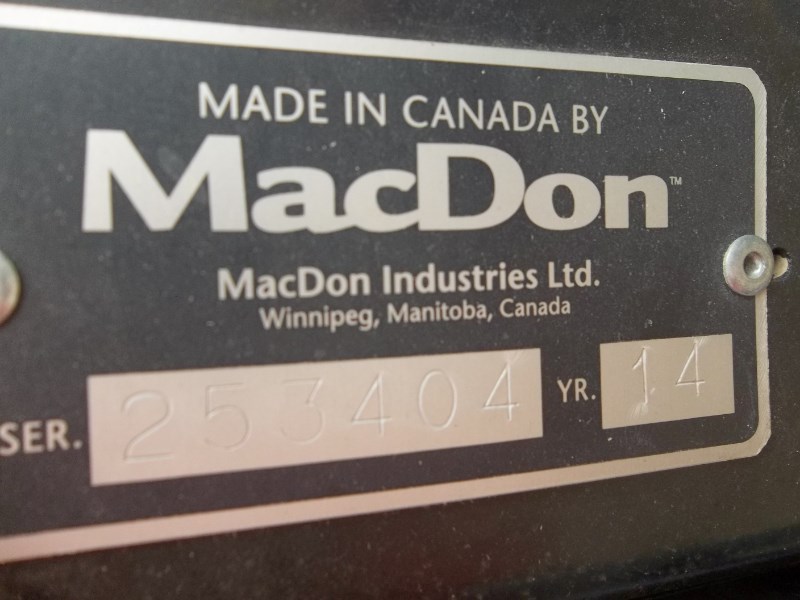 MADE IN CANADA BY
MacDon™
MacDon Industries Ltd.
Winnipeg, Manitoba, Canada
SER. 253404 YR. 14